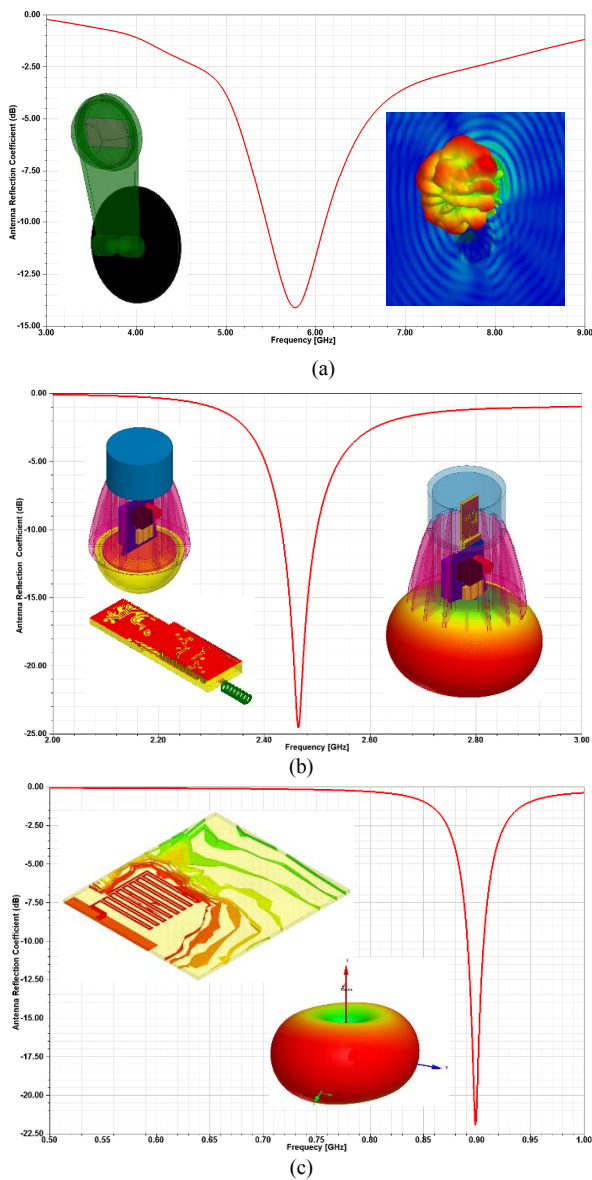 0.00
-2.50
-5.00
-7.50
-10.00
-12.50
-15.00
Antenna Reflection Coefficient (dB)
3.00 4.00 5.00 6.00 7.00 8.00 9.00
Frequency [GHz]
(a)
0.00
-5.00
-10.00
-15.00
-20.00
-25.00
Antenna Reflection Coefficient (dB)
2.00 2.20 2.40 2.60 2.80 3.00
Frequency [GHz]
(b)
0.00
-2.50
-5.00
-7.50
-10.00
-12.50
-15.00
-17.50
-20.00
-22.50
Antenna Reflection Coefficient (dB)
0.50 0.55 0.60 0.65 0.71 0.77 0.82 0.85 0.90 0.95 1.00
Frequecy [GHz]
(c)